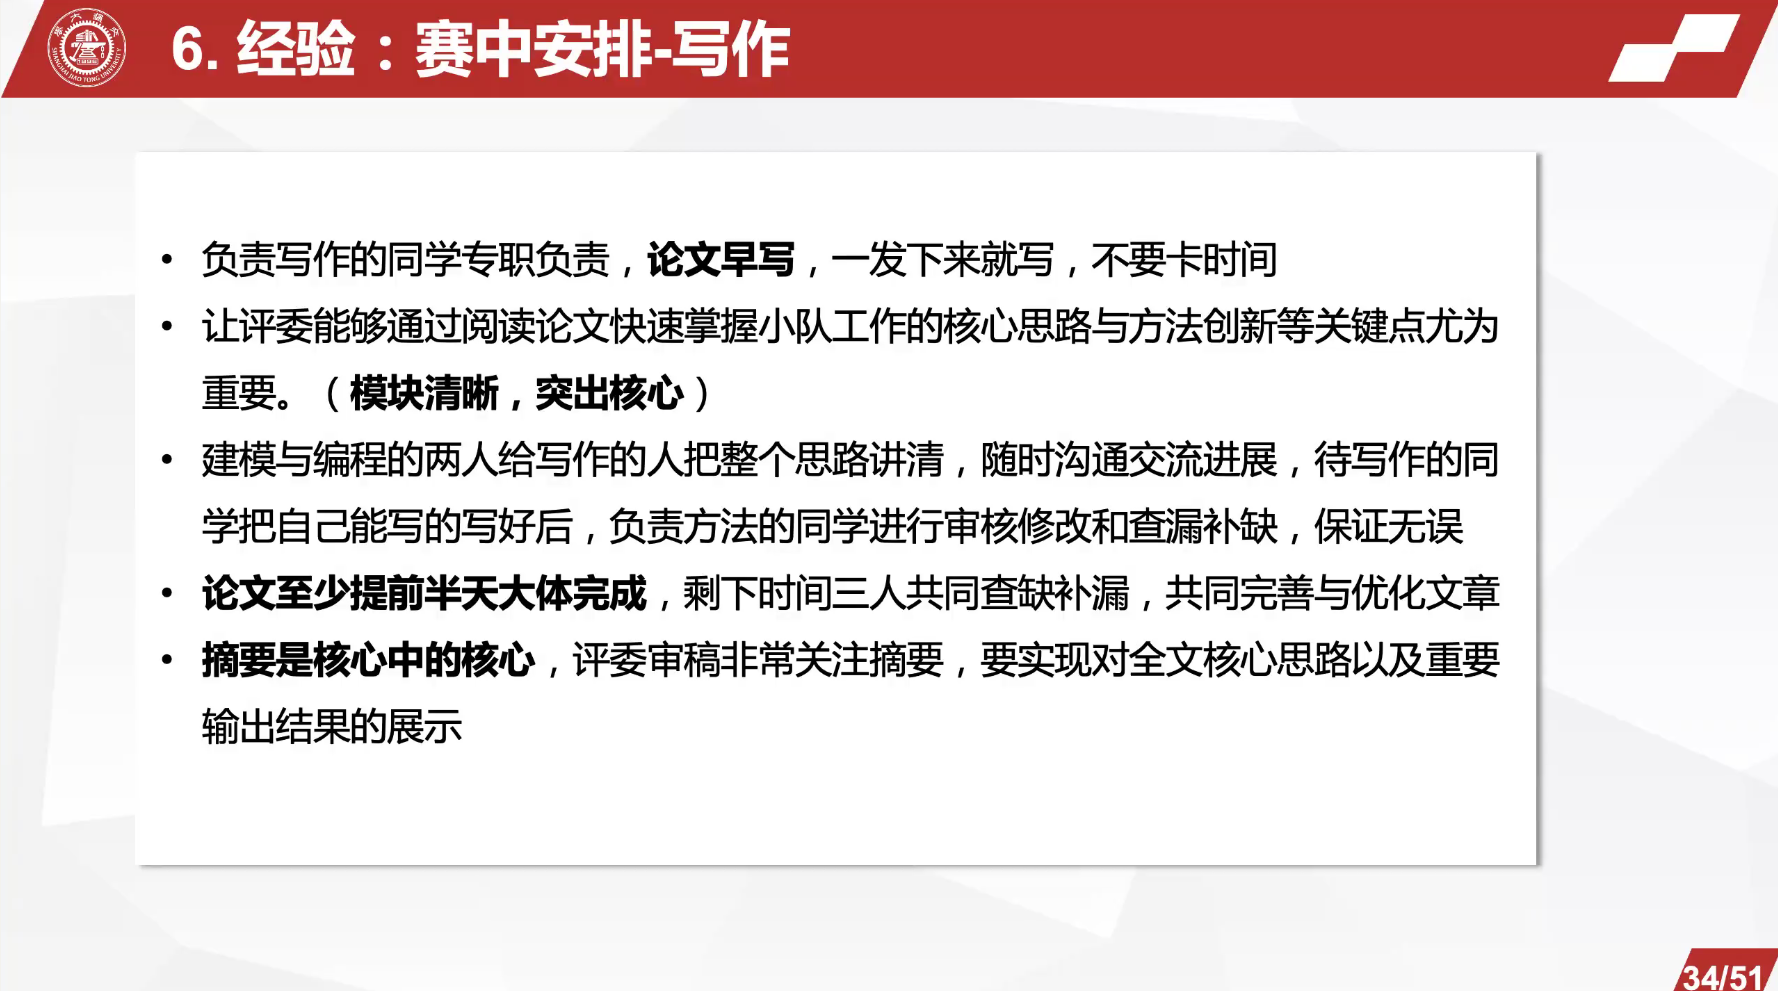 6. 经验：赛中安排-写作
• 负责写作的同学专职负责，论文早写，一发下来就写，不要卡时间
• 让评委能够通过阅读论文快速掌握小队工作的核心思路与方法创新等关键点尤为
重要。（模块清晰，突出核心）
• 建模与编程的两人给写作的人把整个思路讲清，随时沟通交流进展，待写作的同
学把自己能写的写好后，负责方法的同学进行审核修改和查漏补缺，保证无误
• 论文至少提前半天大体完成，剩下时间三人共同查缺补漏，共同完善与优化文章
• 摘要是核心中的核心，评委审稿非常关注摘要，要实现对全文核心思路以及重要
输出结果的展示
34/51